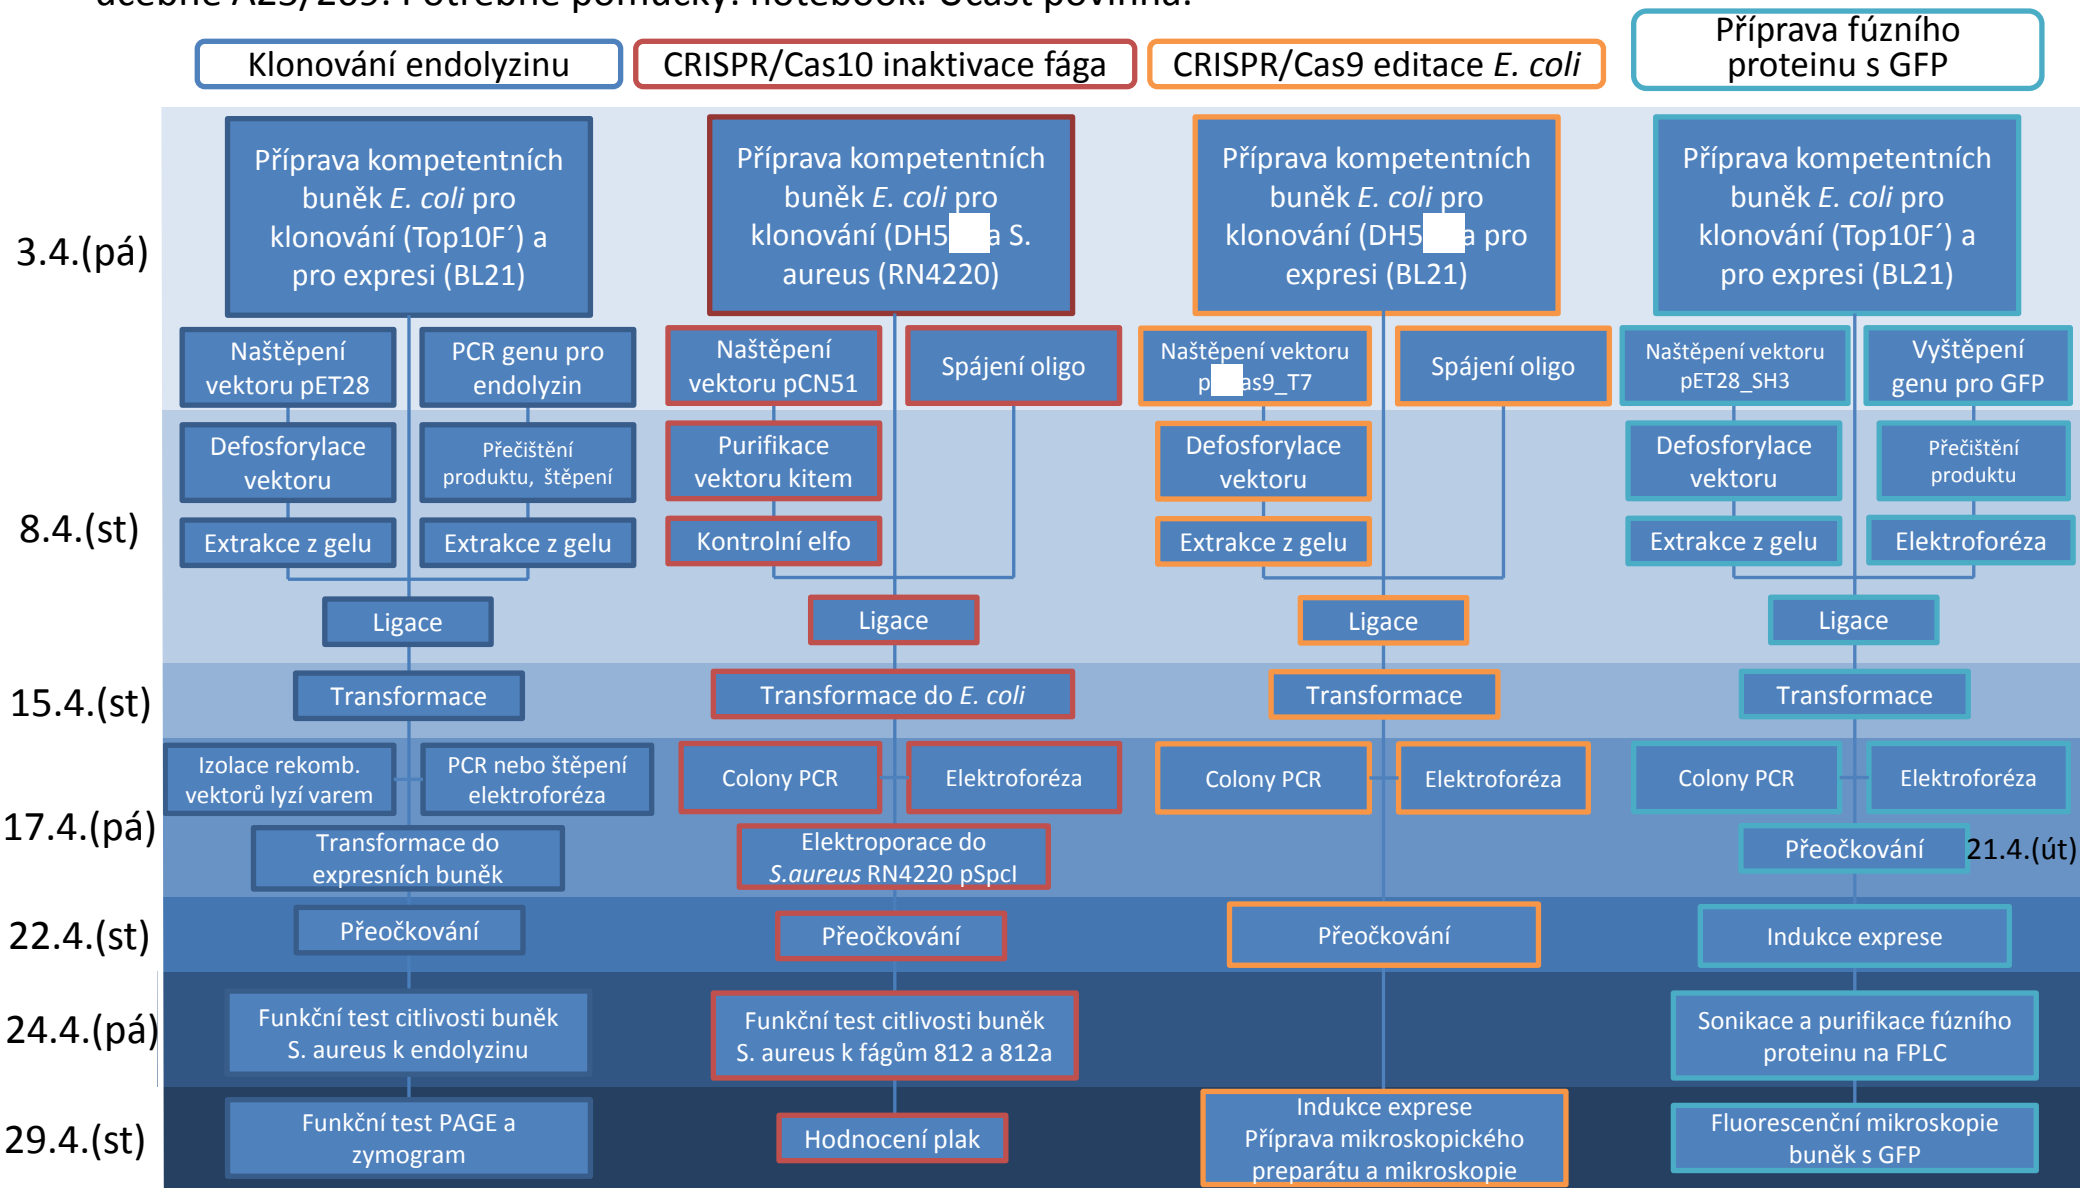 učebně A25/209. Potřebné pomůcky: notebook. Účast povinná.
Klonování endolyzinu
CRISPR/Cas10 inaktivace fága
CRISPR/Cas9 editace E. coli
Příprava fúzního
proteinu s GFP
3.4.(pá)
Příprava kompetentních
buněk E. coli pro
klonování (Top10F´) a
pro expresi (BL21)
Příprava kompetentních
buněk E. coli pro
klonování (DH5 a S.
aureus (RN4220)
Příprava kompetentních
buněk E. coli pro
klonování (DH5 a pro
expresi (BL21)
Příprava kompetentních
buněk E. coli pro
klonování (Top10F´) a
pro expresi (BL21)
Naštěpení
vektoru pET28
PCR genu pro
endolyzin
Naštěpení
vektoru pCN51
Spájení oligo
Naštěpení vektoru
p as9_T7
Spájení oligo
Naštěpení vektoru
pET28_SH3
Vyštěpení
genu pro GFP
8.4.(st)
Defosforylace
vektoru
Přečištění
produktu, štěpení
Purifikace
vektoru kitem
Defosforylace
vektoru
Defosforylace
vektoru
Přečištění
produktu
Extrakce z gelu
Extrakce z gelu
Kontrolní elfo
Extrakce z gelu
Extrakce z gelu
Elektroforéza
Ligace
Ligace
Ligace
Ligace
15.4.(st)
Transformace
Transformace do E. coli
Transformace
Transformace
17.4.(pá)
Izolace rekomb.
vektorů lyzí varem
PCR nebo štěpení
elektroforéza
Colony PCR
Elektroforéza
Colony PCR
Elektroforéza
Colony PCR
Elektroforéza
Transformace do
expresních buněk
Elektroporace do
S.aureus RN4220 pSpcI
Přeočkování
21.4.(út)
22.4.(st)
Přeočkování
Přeočkování
Přeočkování
Indukce exprese
24.4.(pá)
Funkční test citlivosti buněk
S. aureus k endolyzinu
Funkční test citlivosti buněk
S. aureus k fágům 812 a 812a
Sonikace a purifikace fúzního
proteinu na FPLC
29.4.(st)
Funkční test PAGE a
zymogram
Hodnocení plak
Indukce exprese
Příprava mikroskopického
preparátu a mikroskopie
Fluorescenční mikroskopie
buněk s GFP